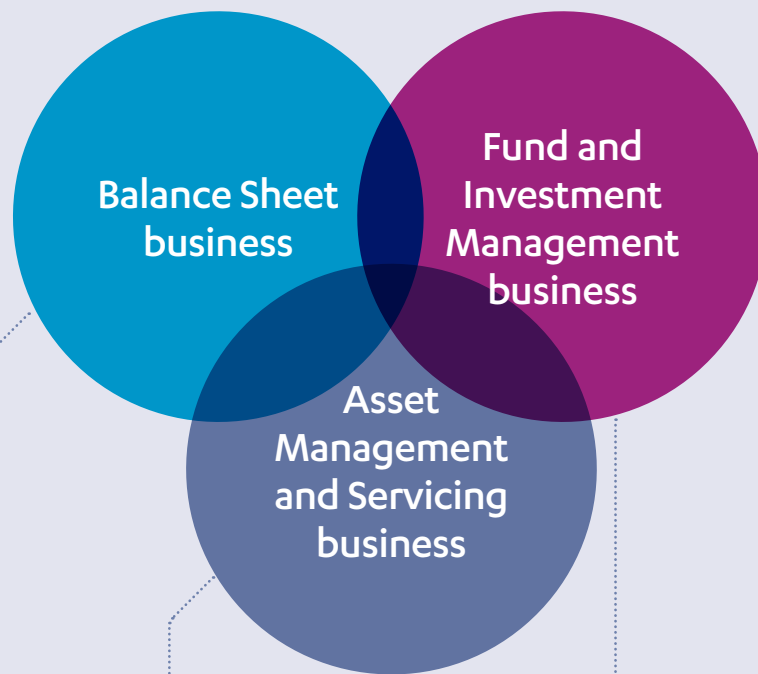 Balance Sheet
business
Fund and
Investment
Management
business
Asset
Management
and Servicing
business